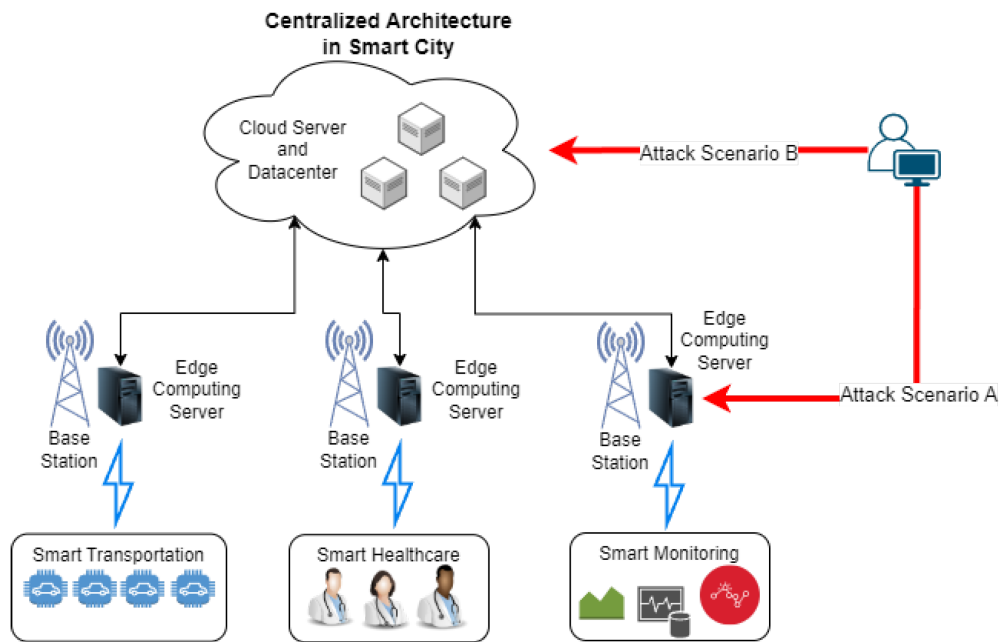 Centralized Architecture
in Smart City
Cloud Server
and
Datacenter
Attack Scenario B
Edge
Computing
Server
Attack Scenario A
Edge
Computing
Server
Base
Station
Edge
Computing
Server
Base
Station
Base
Station
Smart Transportation
Smart Healthcare
Smart Monitoring